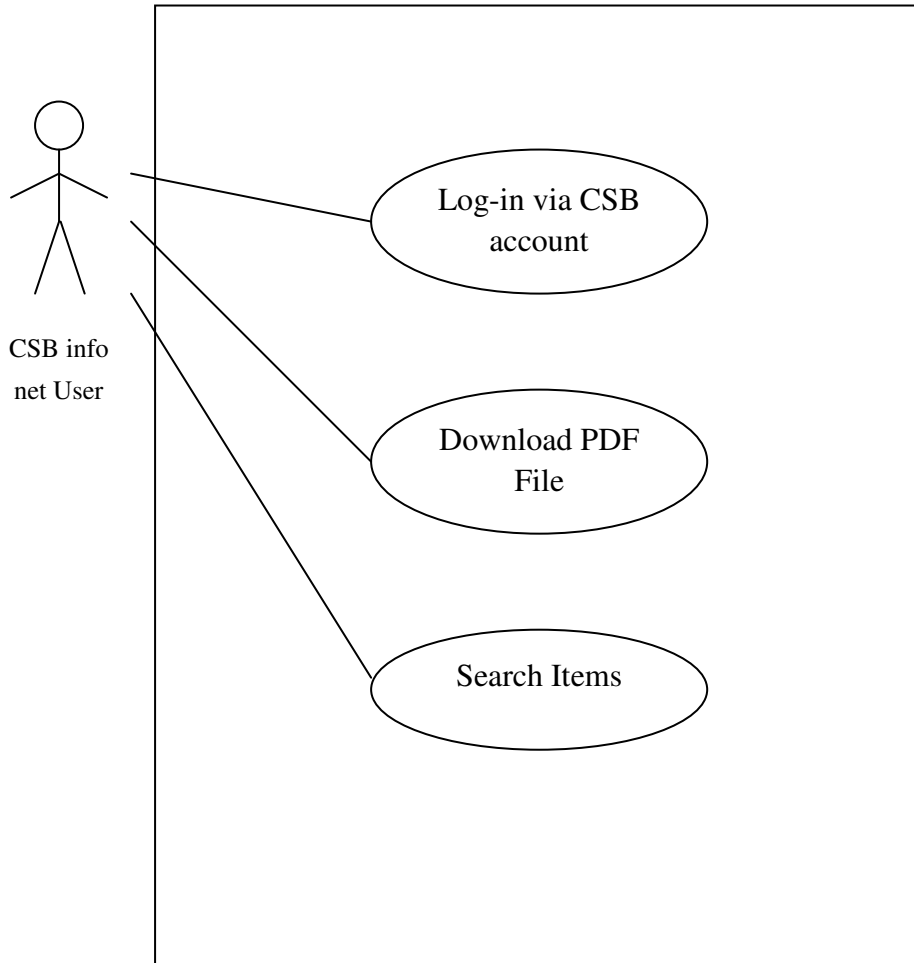 Log-in via CSB
account
CSB info
net User
Download PDF
File
Search Items